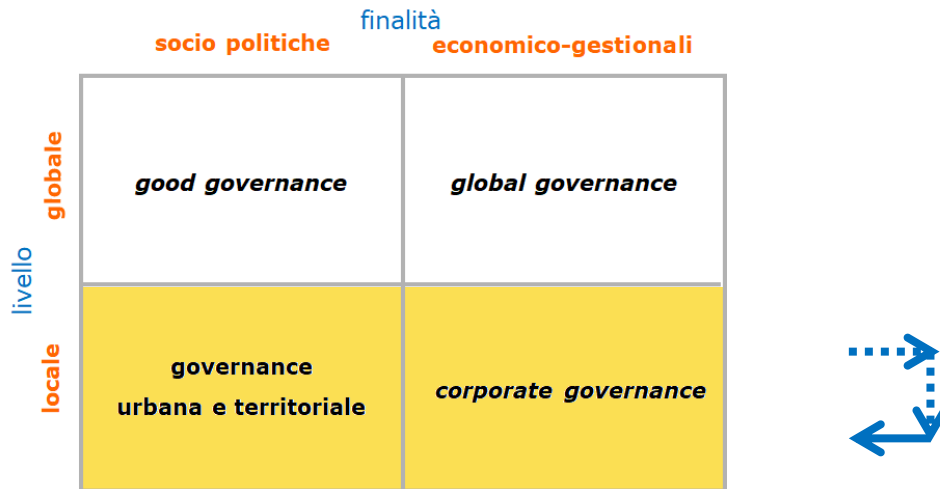 finalità
socio politiche
economico-gestionali
globale
good governance
global governance
livello
locale
governance
urbana e territoriale
corporate governance